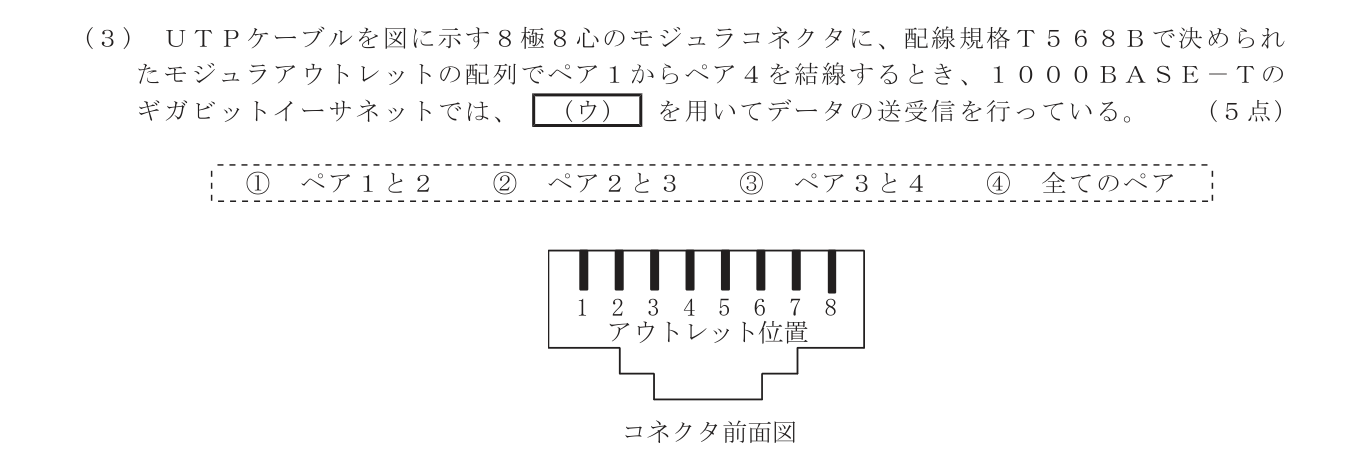 (3) UTPケーブルを図に示す8極8心のモジュラコネクタに、配線規格T568Bで決められ
たモジュラアウトレットの配列でペア1からペア4を結線するとき、1000BASE-Tの
ギガビットイーサネットでは、 (ウ) を用いてデータの送受信を行っている。 (5点)
① ペア1と2 ② ペア2と3 ③ ペア3と4 ④ 全てのペア
1 2 3 4 5 6 7 8
アウトレット位置
コネクタ前面図